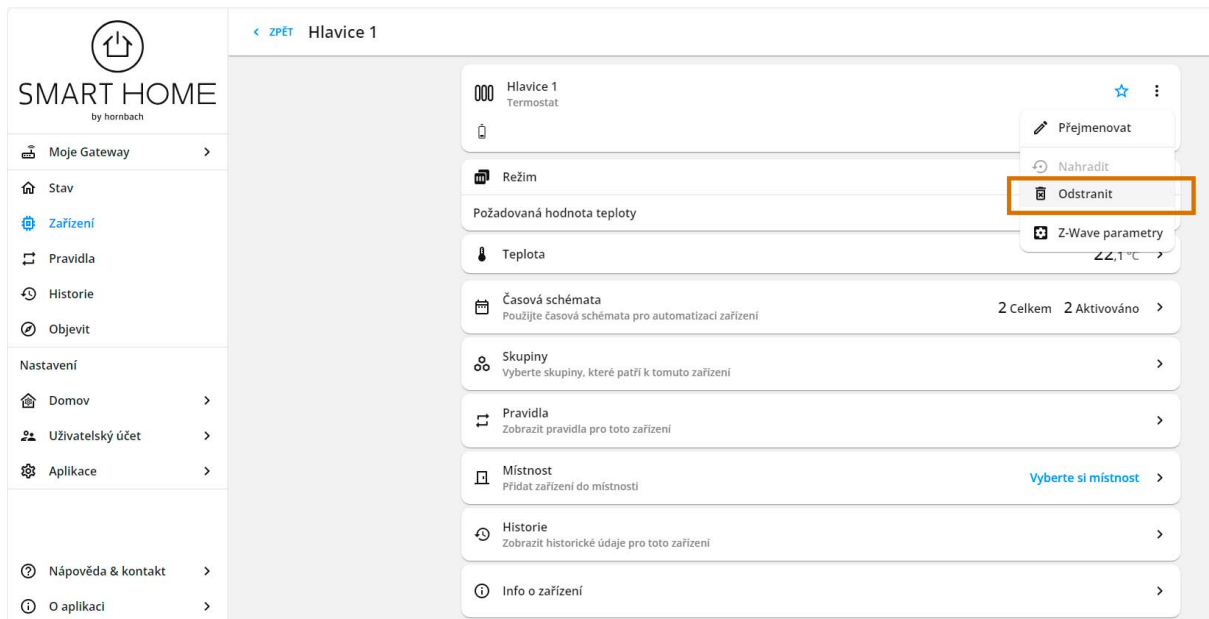 SMART HOME
by hornbach
Moje Gateway
Stav
Zařízení
Pravidla
Historie
Objevit
Nastavení
Domov
Uživatelský účet
Aplikace
Nápověda & kontakt
O aplikaci
ZPĚT Hlavice 1
Hlavice 1
Termostat
Přejmenovat
Nahradit
Odstranit
Z-Wave parametry
Režim
Požadovaná hodnota teploty
Teplota 22,1 °C
Časová schémata
Použijte časová schémata pro automatizaci zařízení
2 Celkem 2 Aktivováno
Skupiny
Vyberte skupiny, které patří k tomuto zařízení
Pravidla
Zobrazit pravidla pro toto zařízení
Místnost
Přidat zařízení do místnosti
Vyberte si místnost
Historie
Zobrazit historické údaje pro toto zařízení
Info o zařízení